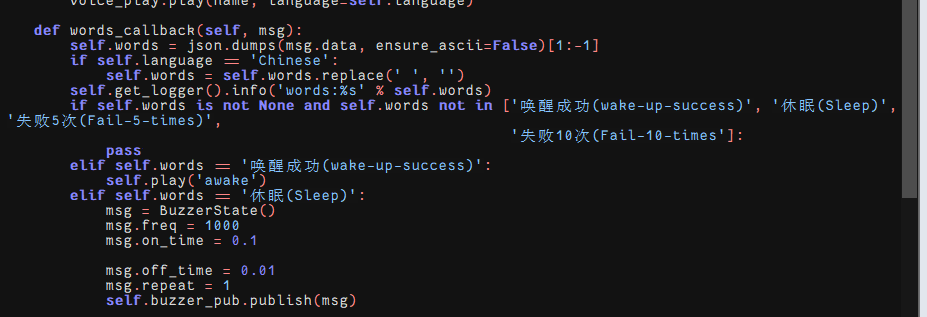 voice_play.play(name, language=self.language)
def words_callback(self, msg):
self.words = json.dumps(msg.data, ensure_ascii=False)[1:-1]
if self.language == 'Chinese':
self.words = self.words.replace(' ', '')
self.get_logger().info('words:%s' % self.words)
if self.words is not None and self.words not in ['唤醒成功(wake-up-success)', '休眠(Sleep)',
'失败5次(Fail-5-times)',
'失败10次(Fail-10-times']:
pass
elif self.words == '唤醒成功(wake-up-success)':
self.play('awake')
elif self.words == '休眠(Sleep)':
msg = BuzzerState()
msg.freq = 1000
msg.on_time = 0.1
msg.off_time = 0.01
msg.repeat = 1
self.buzzer_pub.publish(msg)